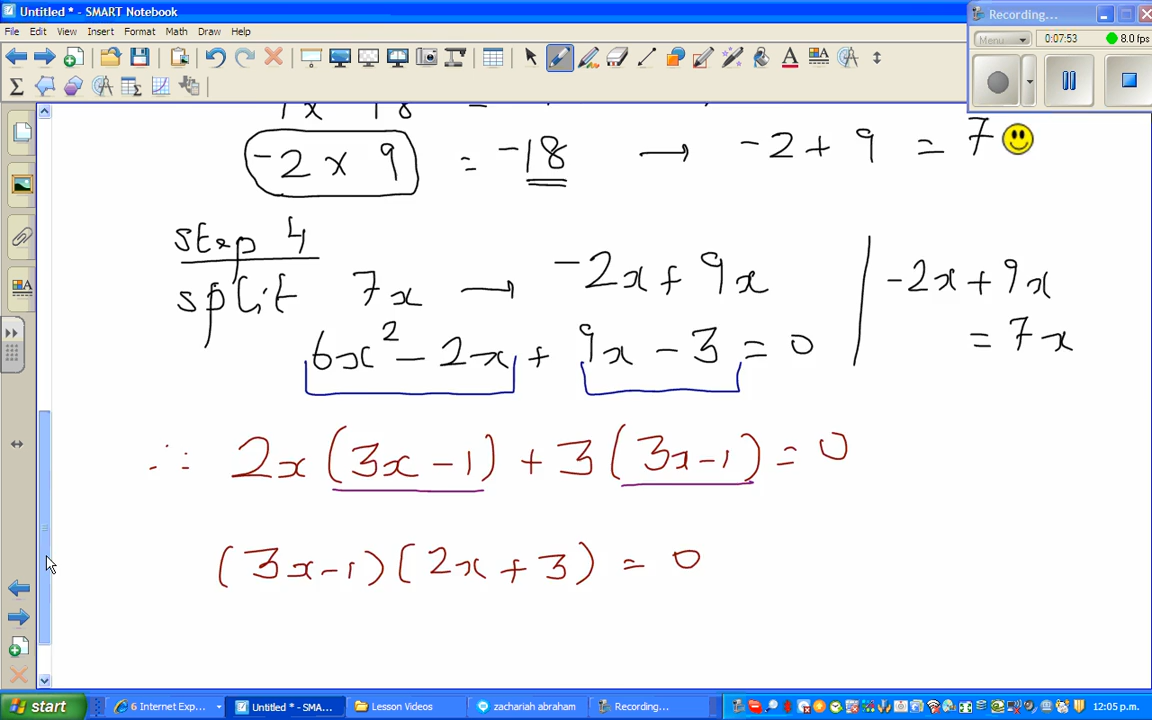 Untitled * - SMART Notebook
Recording...
File Edit View Insert Format Math Draw Help
Menu
0:07:53
8.0 fps
-2 x 9 = -18 → -2 + 9 = 7
step 4
split 7x → -2x + 9x
-2x + 9x
= 7x
6x² - 2x + 9x - 3 = 0
∴ 2x(3x-1) + 3(3x-1) = 0
(3x-1)(2x+3) = 0
start
6 Internet Exp...
Untitled * - SMA...
Lesson Videos
zachariah abraham
Recording...
12:05 p.m.